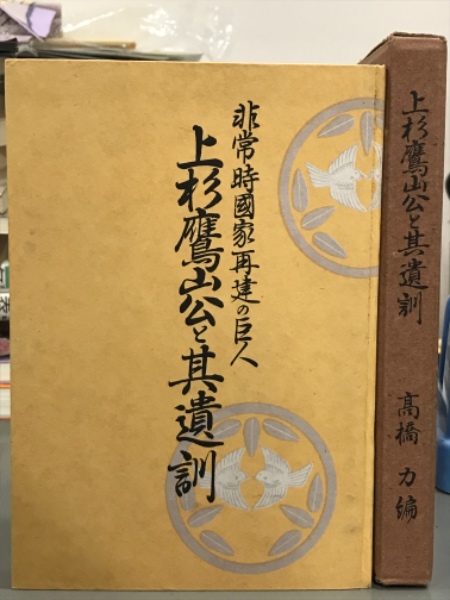 非常時國家再建の巨人
上杉鷹山公と其遺訓
上杉鷹山公と其遺訓
高橋 力編